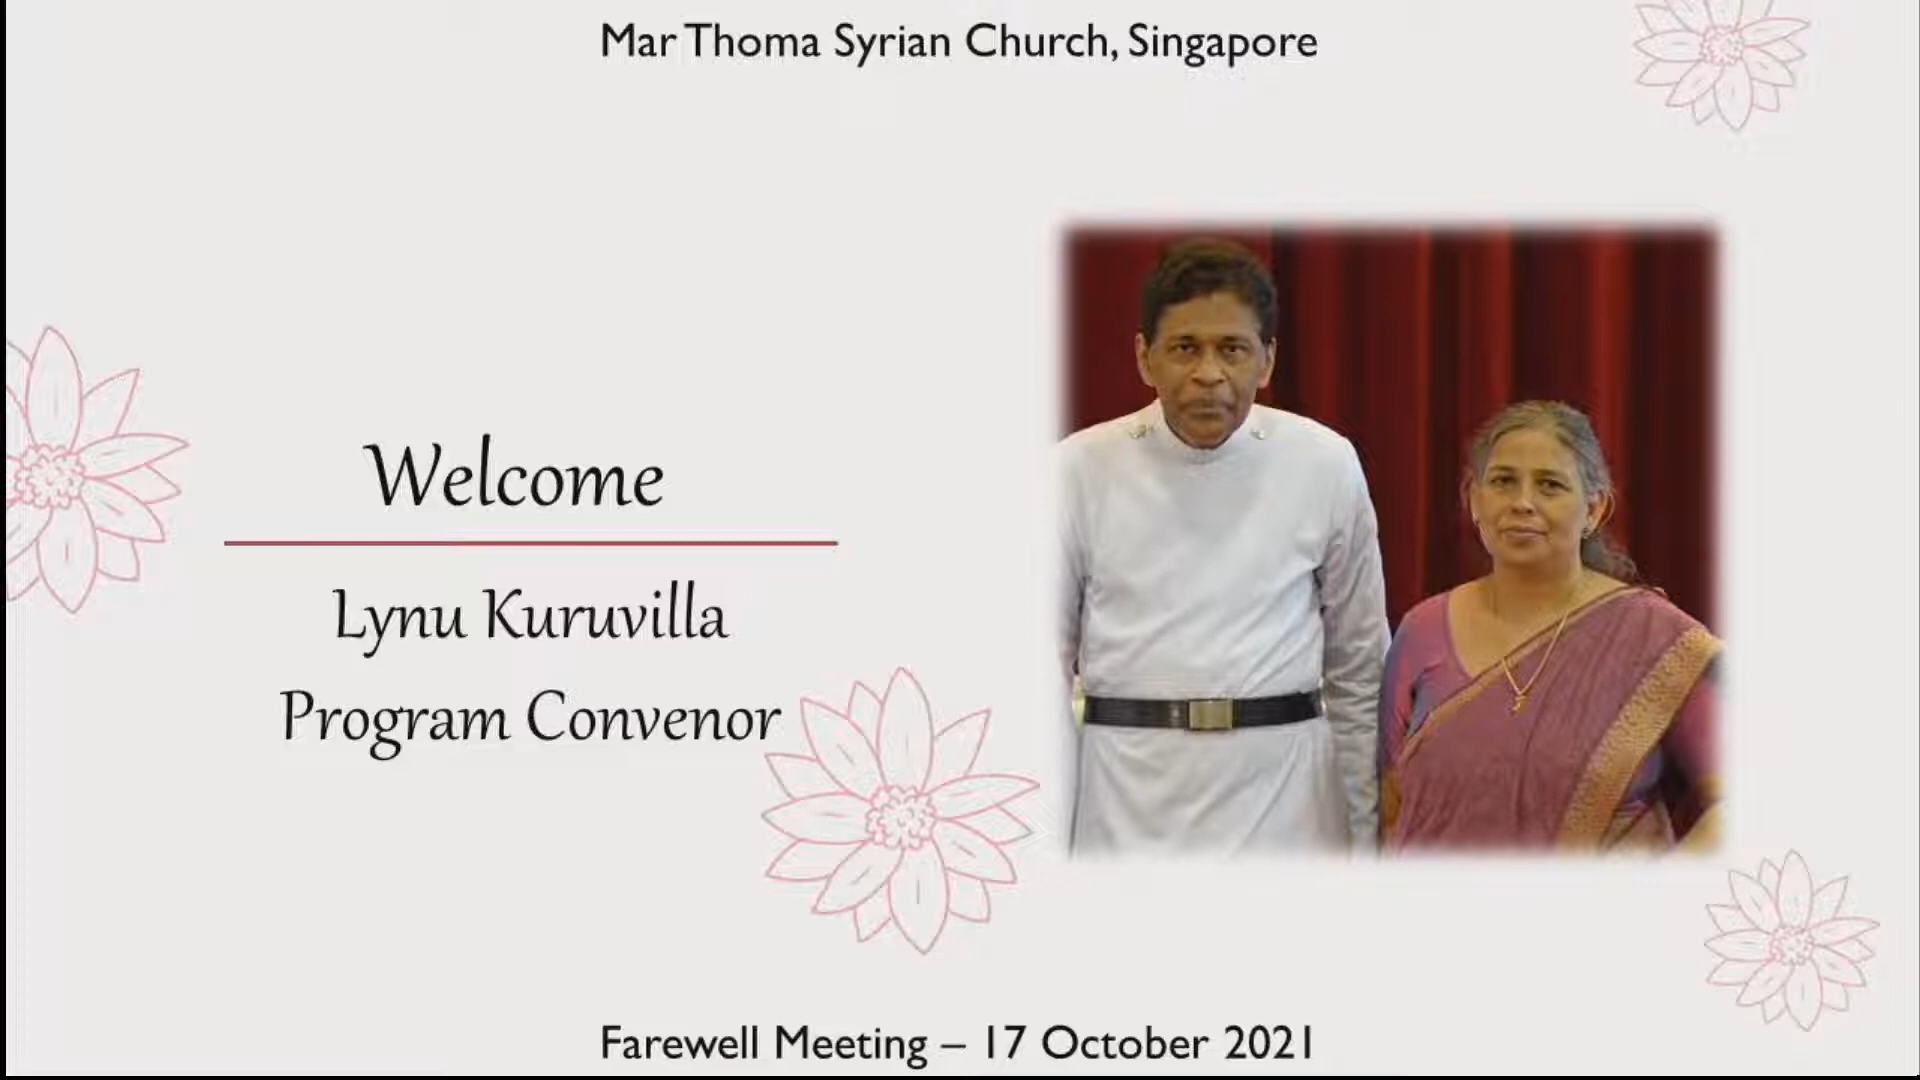 Mar Thoma Syrian Church, Singapore
Welcome
Lynu Kuruvilla
Program Convenor
Farewell Meeting – 17 October 2021